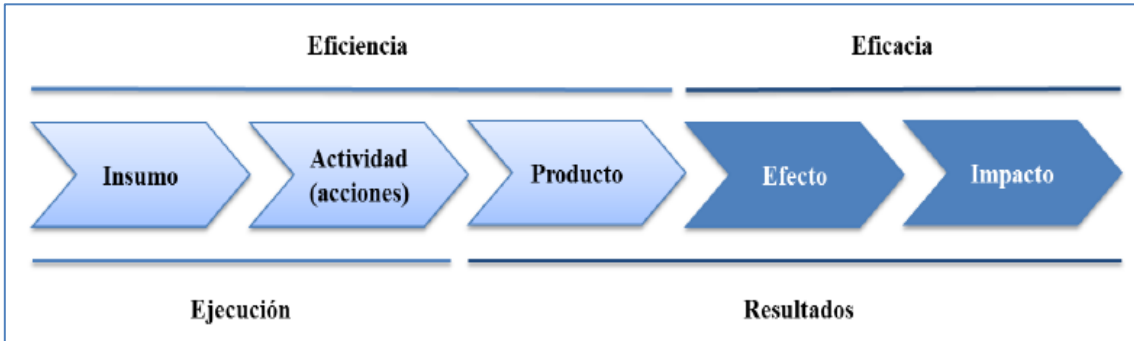 Eficiencia
Eficacia
Insumo
Actividad
(acciones)
Producto
Efecto
Impacto
Ejecución
Resultados